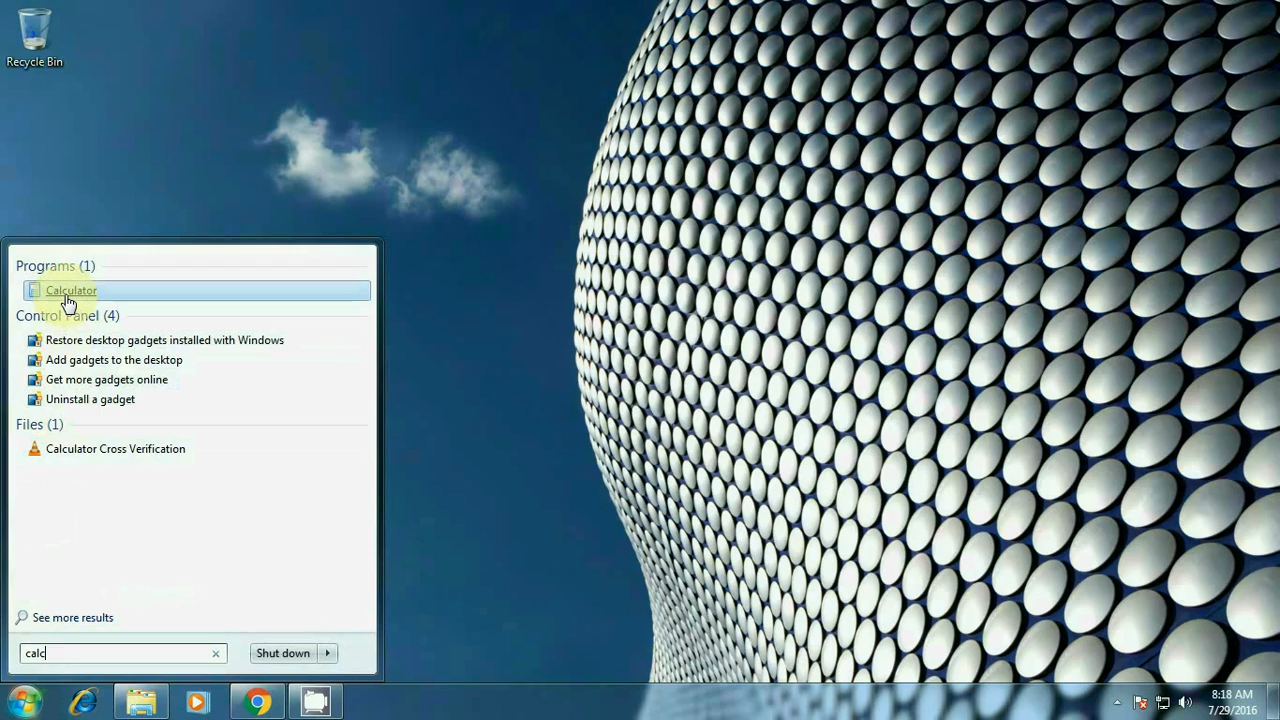 Recycle Bin
Programs (1)
Calculator
Control Panel (4)
Restore desktop gadgets installed with Windows
Add gadgets to the desktop
Get more gadgets online
Uninstall a gadget
Files (1)
Calculator Cross Verification
See more results
calc
Shut down
8:18 AM
7/29/2016